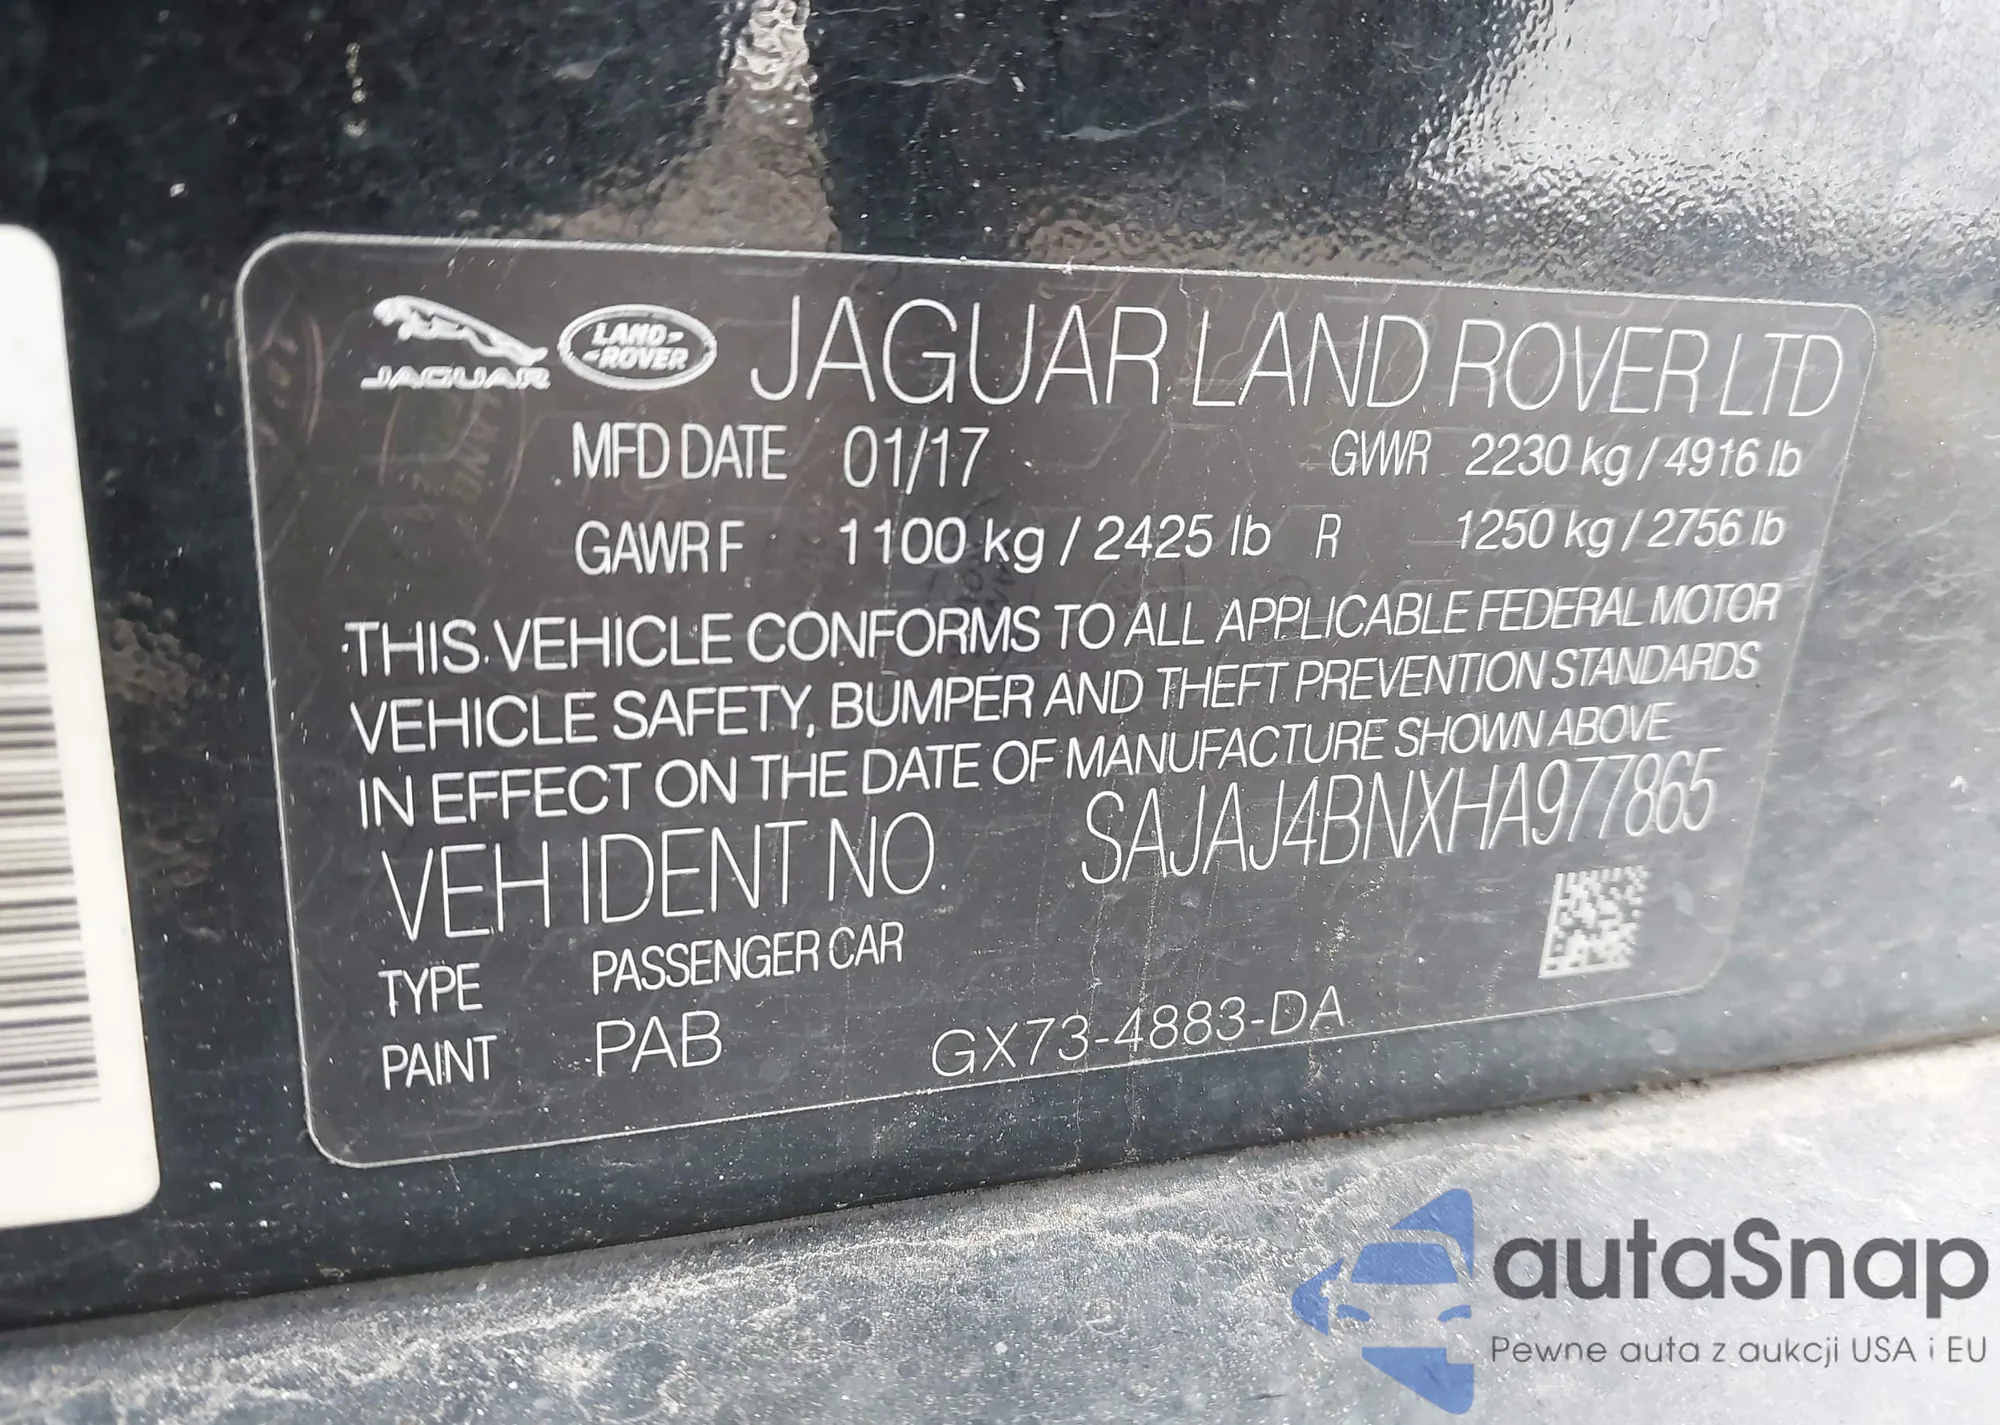 JAGUAR LAND ROVER JAGUAR LAND ROVER LTD
MFD DATE 01/17 GVWR 2230 kg / 4916 lb
GAWR F 1100 kg / 2425 lb R 1250 kg / 2756 lb
THIS VEHICLE CONFORMS TO ALL APPLICABLE FEDERAL MOTOR
VEHICLE SAFETY, BUMPER AND THEFT PREVENTION STANDARDS
IN EFFECT ON THE DATE OF MANUFACTURE SHOWN ABOVE
VEH IDENT NO. SAJAJ4BNXHA977865
TYPE PASSENGER CAR
PAINT PAB GX73-4883-DA
autaSnap
Pewne auta z aukcji USA i EU